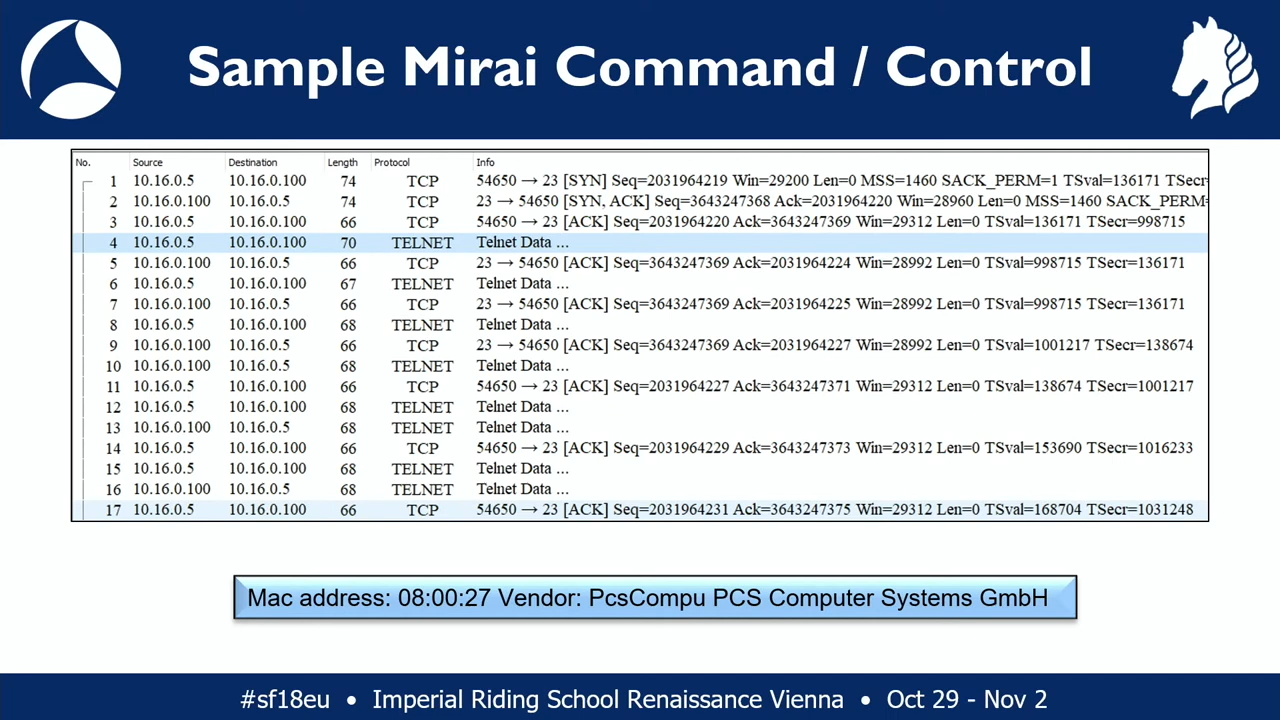 Sample Mirai Command / Control
No. Source Destination Length Protocol Info
1 10.16.0.5 10.16.0.100 74 TCP 54650 → 23 [SYN] Seq=2031964219 Win=29200 Len=0 MSS=1460 SACK_PERM=1 TSval=136171 TSecr=
2 10.16.0.100 10.16.0.5 74 TCP 23 → 54650 [SYN, ACK] Seq=3643247368 Ack=2031964220 Win=28960 Len=0 MSS=1460 SACK_PERM=
3 10.16.0.5 10.16.0.100 66 TCP 54650 → 23 [ACK] Seq=2031964220 Ack=3643247369 Win=29312 Len=0 TSval=136171 TSecr=998715
4 10.16.0.5 10.16.0.100 70 TELNET Telnet Data ...
5 10.16.0.100 10.16.0.5 66 TCP 23 → 54650 [ACK] Seq=3643247369 Ack=2031964224 Win=28992 Len=0 TSval=998715 TSecr=136171
6 10.16.0.5 10.16.0.100 67 TELNET Telnet Data ...
7 10.16.0.100 10.16.0.5 66 TCP 23 → 54650 [ACK] Seq=3643247369 Ack=2031964225 Win=28992 Len=0 TSval=998715 TSecr=136171
8 10.16.0.5 10.16.0.100 68 TELNET Telnet Data ...
9 10.16.0.100 10.16.0.5 66 TCP 23 → 54650 [ACK] Seq=3643247369 Ack=2031964227 Win=28992 Len=0 TSval=1001217 TSecr=138674
10 10.16.0.100 10.16.0.5 68 TELNET Telnet Data ...
11 10.16.0.5 10.16.0.100 66 TCP 54650 → 23 [ACK] Seq=2031964227 Ack=3643247371 Win=29312 Len=0 TSval=138674 TSecr=1001217
12 10.16.0.5 10.16.0.100 68 TELNET Telnet Data ...
13 10.16.0.100 10.16.0.5 68 TELNET Telnet Data ...
14 10.16.0.5 10.16.0.100 66 TCP 54650 → 23 [ACK] Seq=2031964229 Ack=3643247373 Win=29312 Len=0 TSval=153690 TSecr=1016233
15 10.16.0.5 10.16.0.100 68 TELNET Telnet Data ...
16 10.16.0.100 10.16.0.5 68 TELNET Telnet Data ...
17 10.16.0.5 10.16.0.100 66 TCP 54650 → 23 [ACK] Seq=2031964231 Ack=3643247375 Win=29312 Len=0 TSval=168704 TSecr=1031248
Mac address: 08:00:27 Vendor: PcsCompu PCS Computer Systems GmbH
#sf18eu • Imperial Riding School Renaissance Vienna • Oct 29 - Nov 2